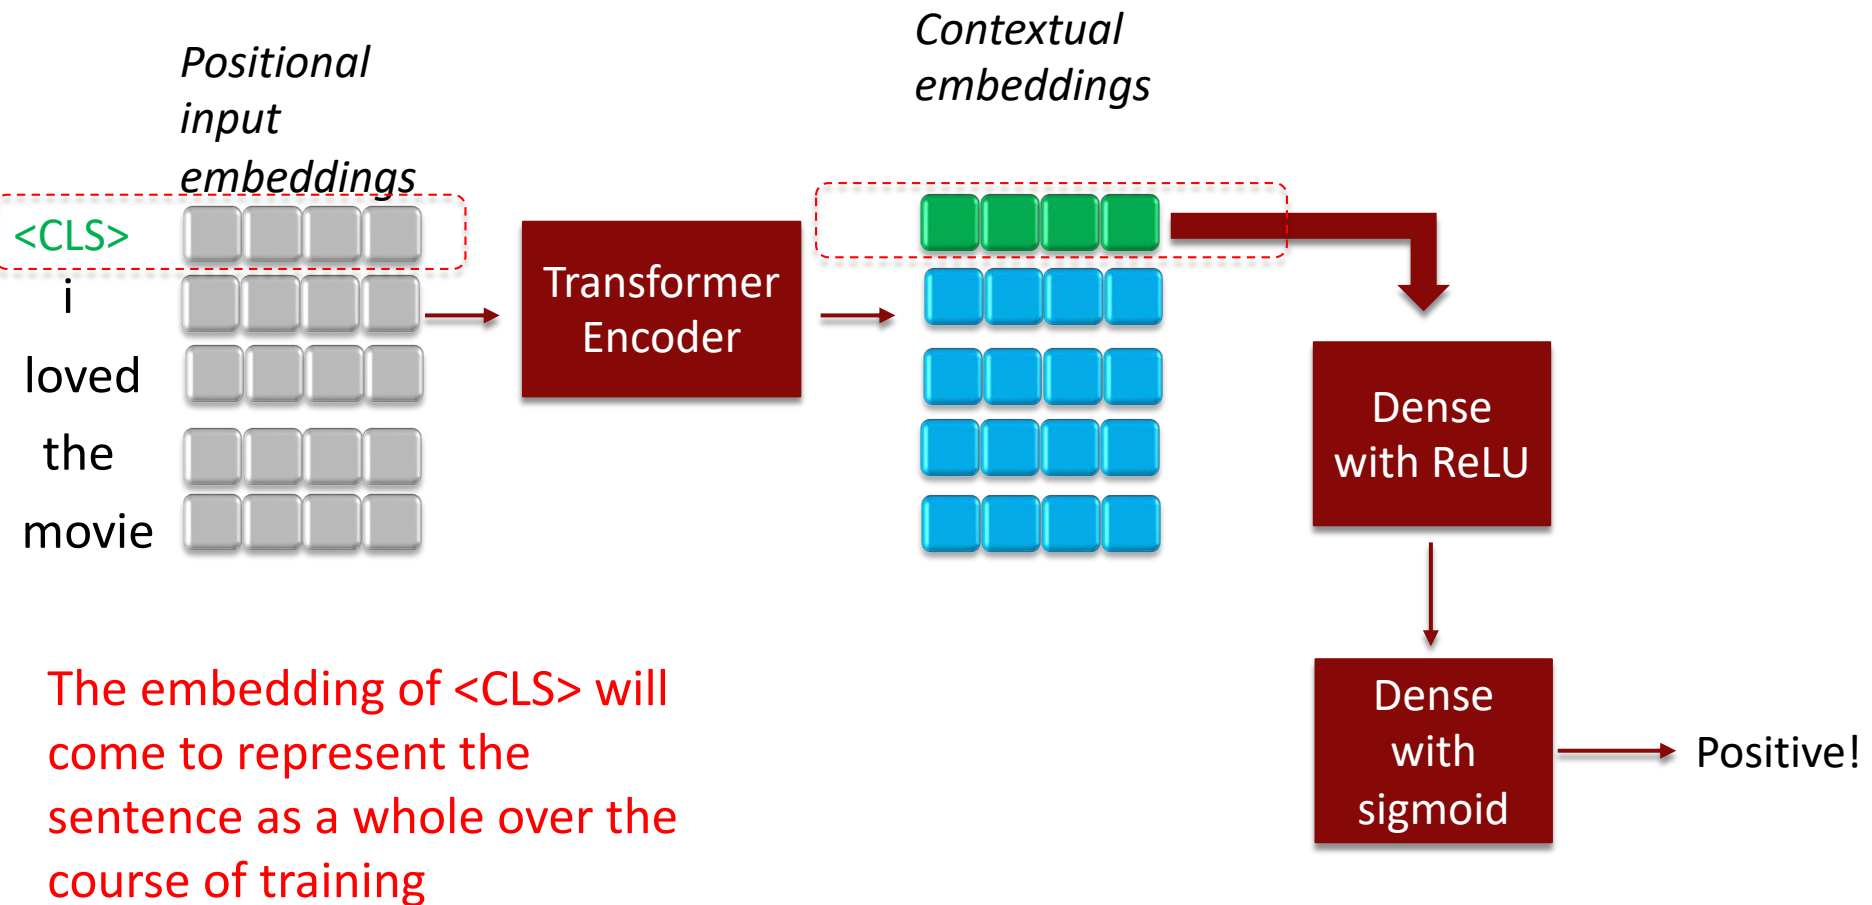 Positional
input
embeddings
Contextual
embeddings
<CLS>
i
loved
the
movie
Transformer
Encoder
Dense
with ReLU
Dense
with
sigmoid
Positive!
The embedding of <CLS> will
come to represent the
sentence as a whole over the
course of training